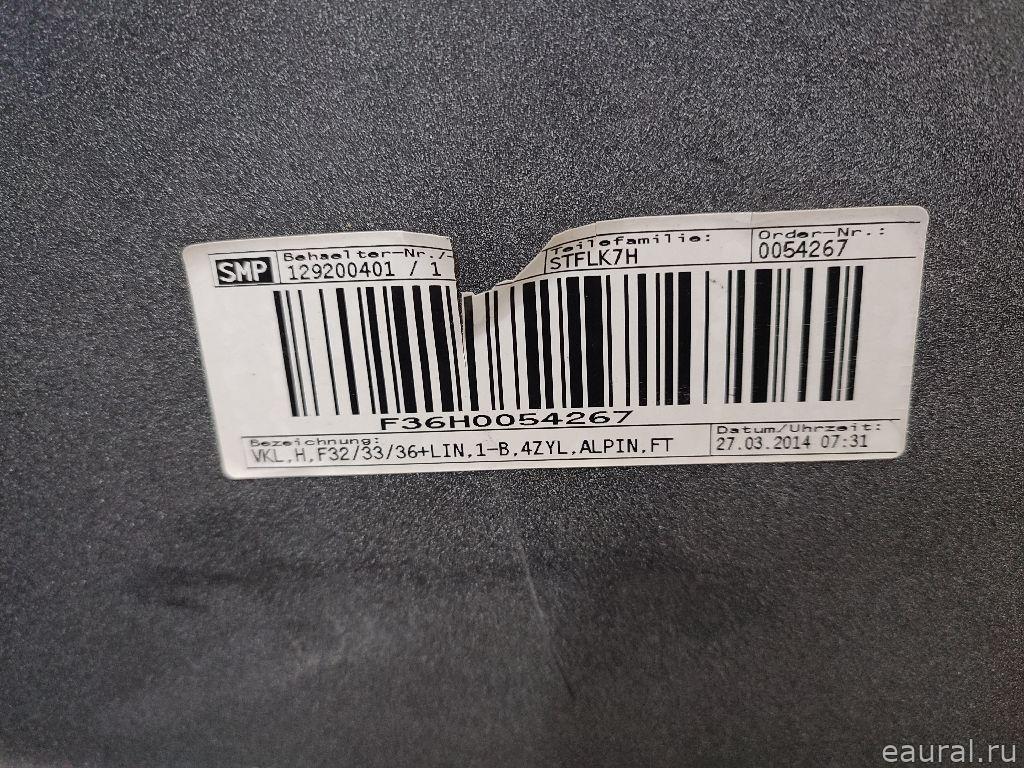 SMP
Behaelter-Nr./
129200401 / 1
Teilefamilie:
STFLK7H
Order-Nr.:
0054267
F36H0054267
Bezeichnung:
VKL,H,F32/33/36+LIN,1-B,4ZYL,ALPIN,FT
Datum/Uhrzeit:
27.03.2014 07:31
eaural.ru